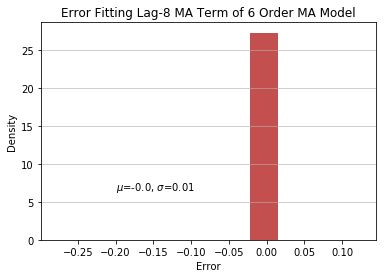 Error Fitting Lag-8 MA Term of 6 Order MA Model
25
20
15
10
5
0
Density
μ=-0.0, σ=0.01
−0.25 −0.20 −0.15 −0.10 −0.05 0.00 0.05 0.10
Error